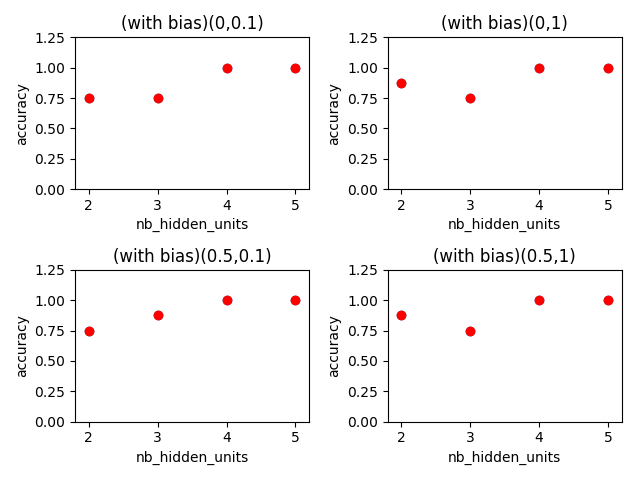 (with bias)(0,0.1)
1.25
1.00
0.75
0.50
0.25
0.00
accuracy
2 3 4 5
nb_hidden_units
(with bias)(0,1)
1.25
1.00
0.75
0.50
0.25
0.00
accuracy
2 3 4 5
nb_hidden_units
(with bias)(0.5,0.1)
1.25
1.00
0.75
0.50
0.25
0.00
accuracy
2 3 4 5
nb_hidden_units
(with bias)(0.5,1)
1.25
1.00
0.75
0.50
0.25
0.00
accuracy
2 3 4 5
nb_hidden_units